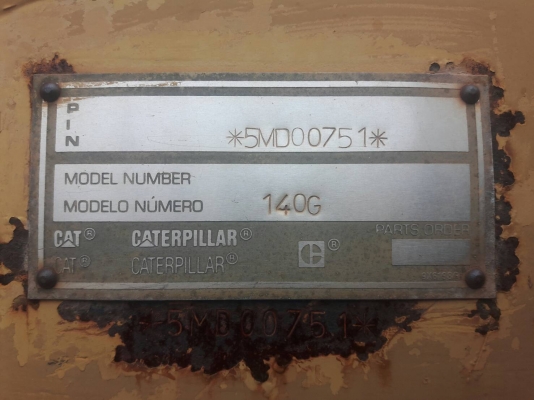 PIN *5MD00751*
MODEL NUMBER
MODELO NÚMERO 140G
CAT® CATERPILLAR® C® PARTS ORDER
CAT® CATERPILLAR®
*5MD00751*